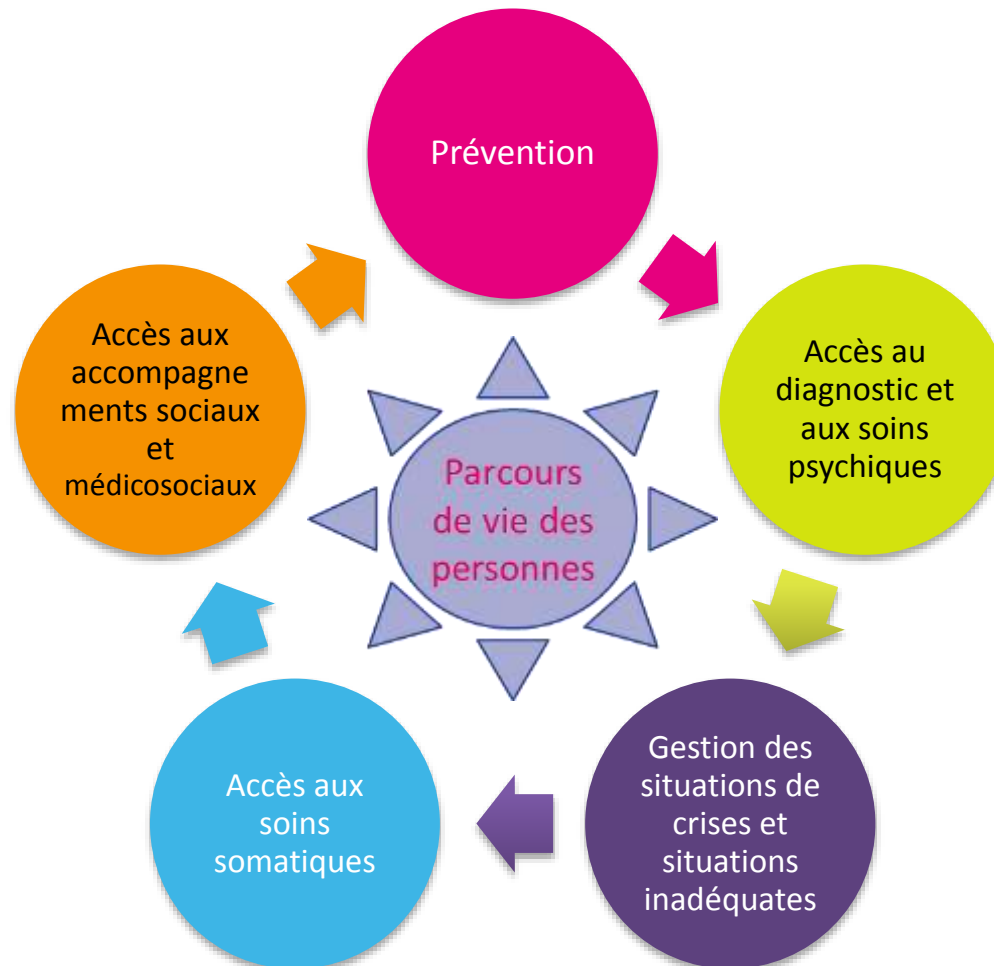 Prévention
Accès au
diagnostic et
aux soins
psychiques
Gestion des
situations de
crises et
situations
inadéquates
Accès aux
soins
somatiques
Accès aux
accompagne
ments sociaux
et
médicosociaux
Parcours
de vie des
personnes